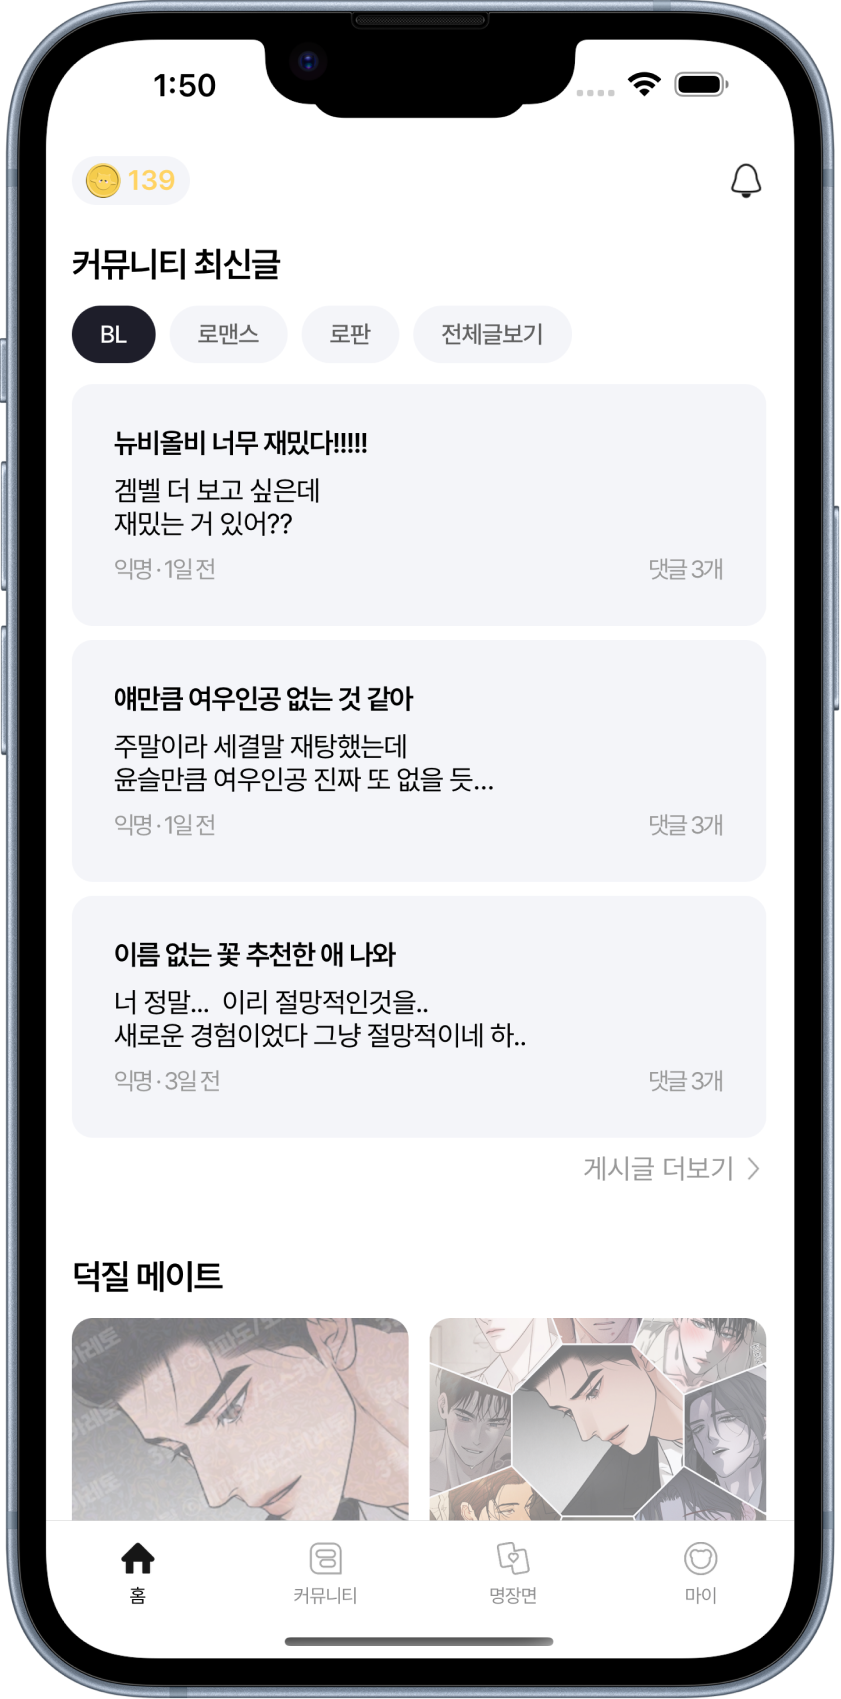 1:50
139
커뮤니티 최신글
BL 로맨스 로판 전체글보기
뉴비올비 너무 재밌다!!!!!
겜벨 더 보고 싶은데
재밌는 거 있어??
익명 · 1일 전 댓글 3개
얘만큼 여우인공 없는 것 같아
주말이라 세결말 재탕했는데
윤슬만큼 여우인공 진짜 또 없을 듯...
익명 · 1일 전 댓글 3개
이름 없는 꽃 추천한 애 나와
너 정말... 이리 절망적인것을..
새로운 경험이었다 그냥 절망적이네 하..
익명 · 3일 전 댓글 3개
게시글 더보기 >
덕질 메이트
홈 커뮤니티 명장면 마이